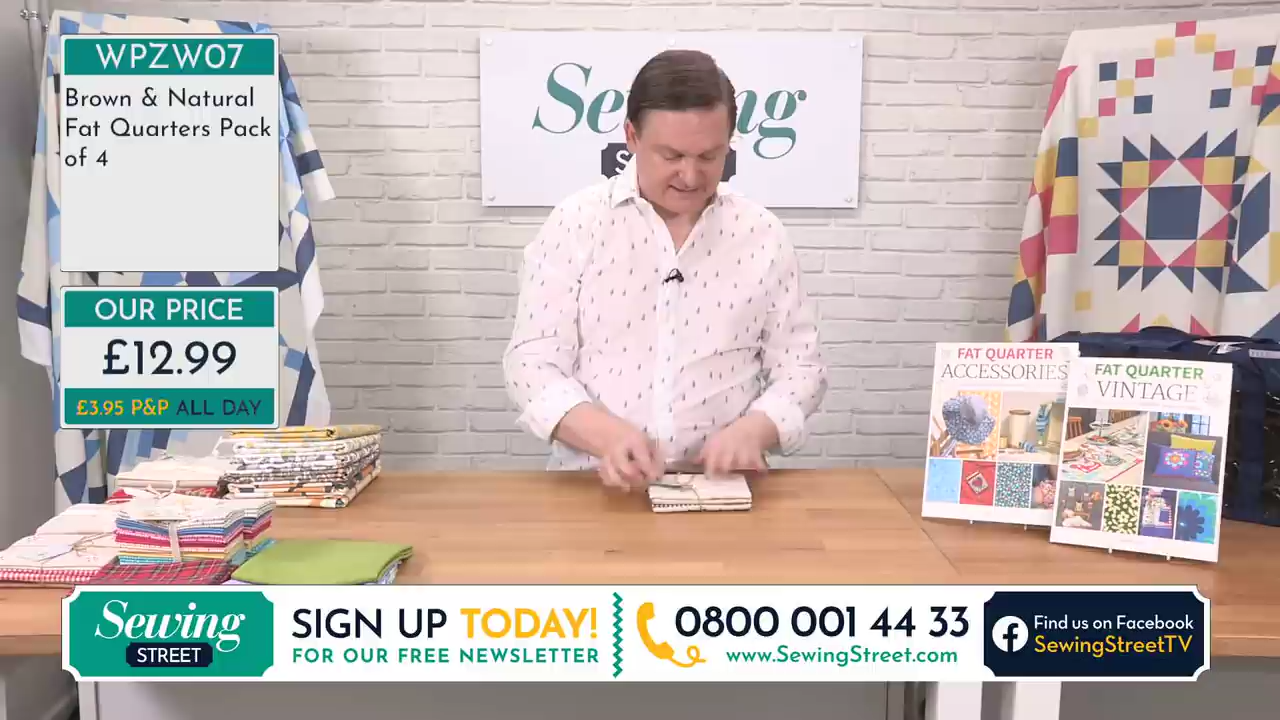 WPZW07
Brown & Natural
Fat Quarters Pack
of 4
OUR PRICE
£12.99
£3.95 P&P ALL DAY
FAT QUARTER
ACCESSORIES
FAT QUARTER
VINTAGE
Sewing
STREET
SIGN UP TODAY!
FOR OUR FREE NEWSLETTER
0800 001 44 33
www.SewingStreet.com
Find us on Facebook
SewingStreetTV